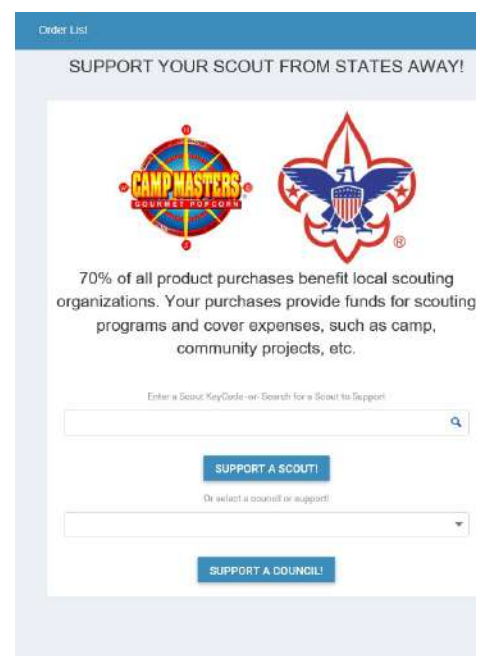 Order List
SUPPORT YOUR SCOUT FROM STATES AWAY!
N
W CAMP MASTERS E
GOURMET POPCORN
S
®
70% of all product purchases benefit local scouting
organizations. Your purchases provide funds for scouting
programs and cover expenses, such as camp,
community projects, etc.
Enter a Scout KeyCode -or- Search for a Scout to Support
SUPPORT A SCOUT!
Or select a council or support!
SUPPORT A COUNCIL!